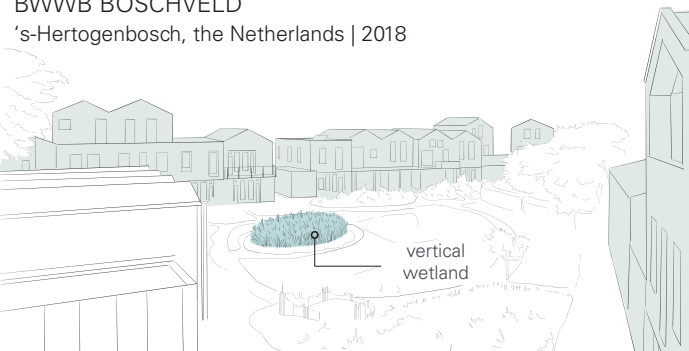 BWWB BOSCHVELD
‘s-Hertogenbosch, the Netherlands | 2018
vertical
wetland